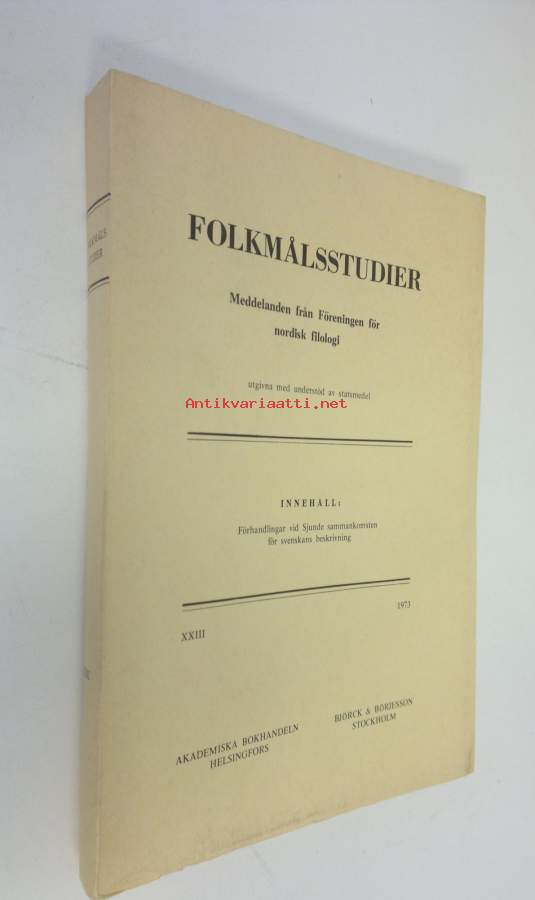 FOLKMÅLSSTUDIER
Meddelanden från Föreningen för
nordisk filologi
utgivna med understöd av statsmedel
Antikvariaatti.net
INNEHÅLL:
Förhandlingar vid Sjunde sammankomsten
för svenskans beskrivning
XXIII
1973
AKADEMISKA BOKHANDELN
HELSINGFORS
BJÖRCK & BÖRJESSON
STOCKHOLM